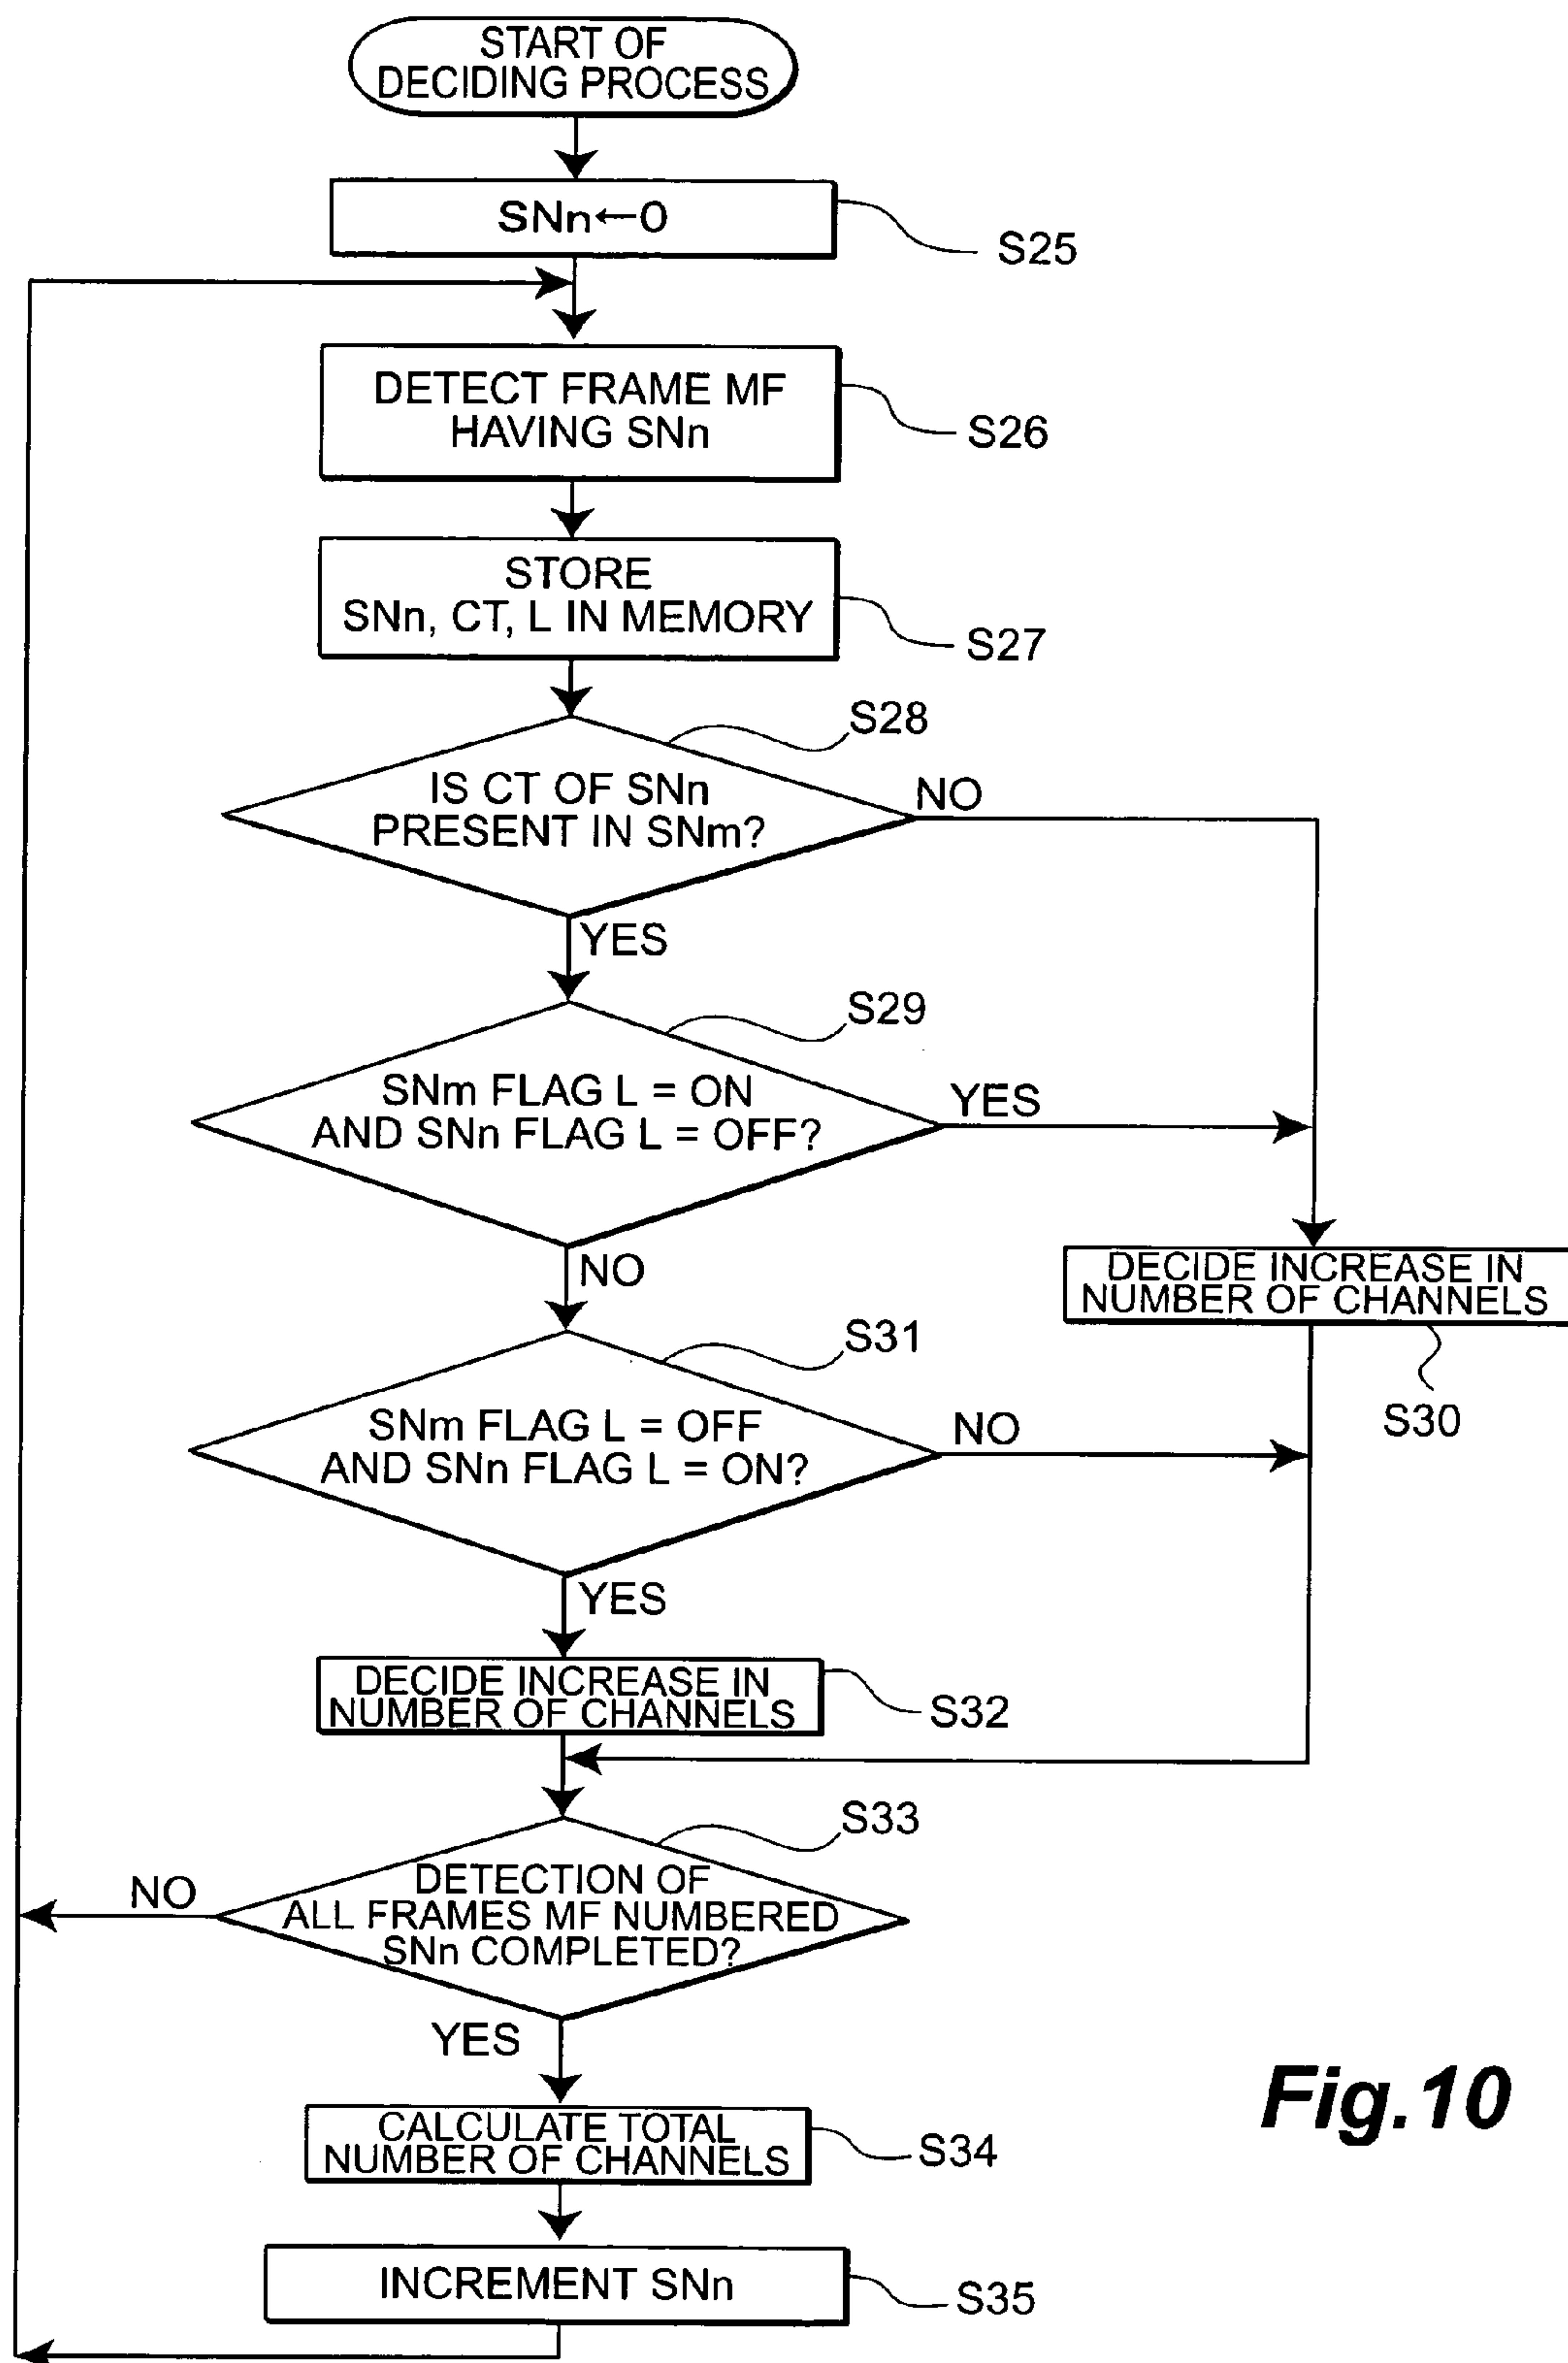 START OF
DECIDING PROCESS
SNn←0
S25
DETECT FRAME MF
HAVING SNn
S26
STORE
SNn, CT, L IN MEMORY
S27
S28
IS CT OF SNn
PRESENT IN SNm?
NO
YES
S29
SNm FLAG L = ON
AND SNn FLAG L = OFF?
YES
NO
DECIDE INCREASE IN
NUMBER OF CHANNELS
S30
S31
SNm FLAG L = OFF
AND SNn FLAG L = ON?
NO
YES
DECIDE INCREASE IN
NUMBER OF CHANNELS
S32
S33
DETECTION OF
ALL FRAMES MF NUMBERED
SNn COMPLETED?
NO
YES
CALCULATE TOTAL
NUMBER OF CHANNELS
S34
INCREMENT SNn
S35
Fig.10